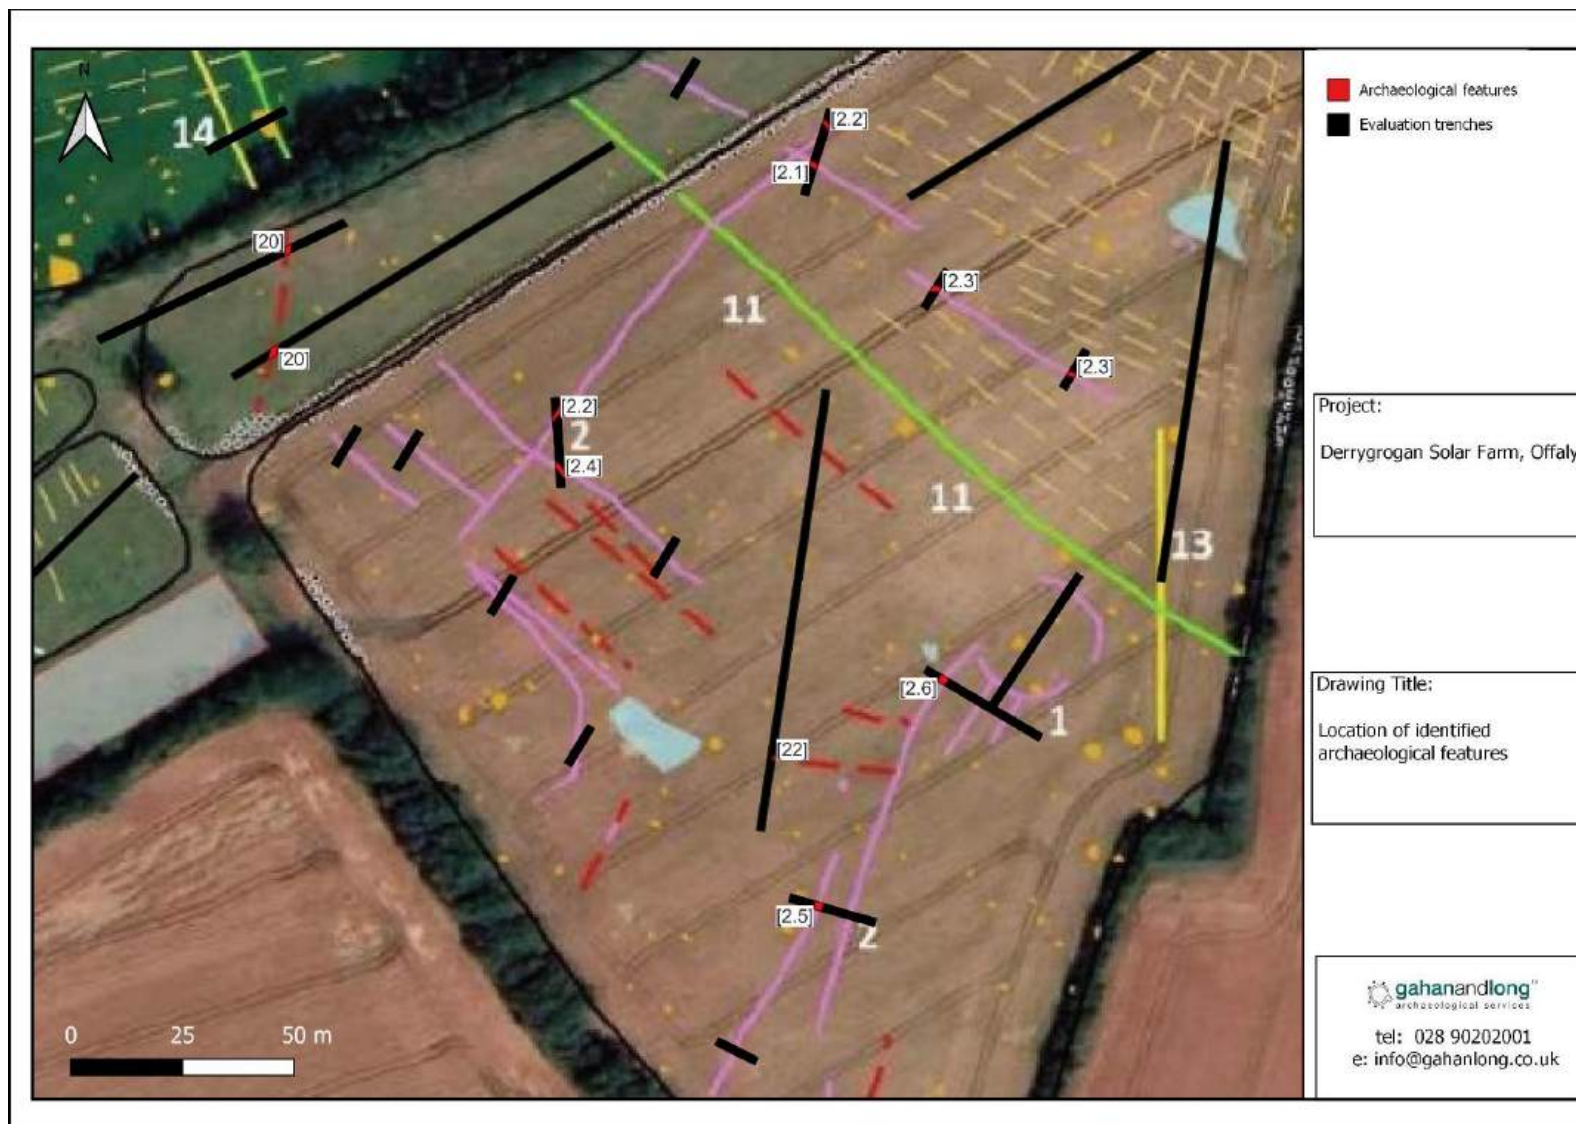 N
14
[2.2]
[2.1]
[20]
[2.3]
11
[20]
[2.3]
[2.2]
2
[2.4]
11
13
[2.6]
1
[22]
[2.5]
2
0 25 50 m
Archaeological features
Evaluation trenches
Project:
Derrygrogan Solar Farm, Offaly
Drawing Title:
Location of identified
archaeological features
gahanandlong
archaeological services
tel: 028 90202001
e: info@gahanlong.co.uk